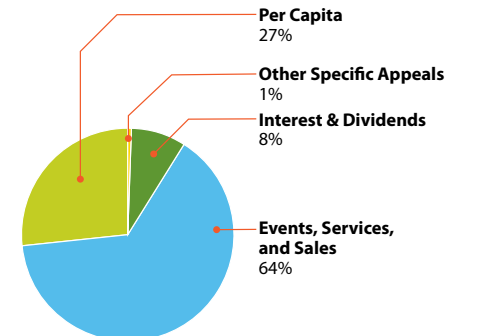 Per Capita
27%
Other Specific Appeals
1%
Interest & Dividends
8%
Events, Services,
and Sales
64%